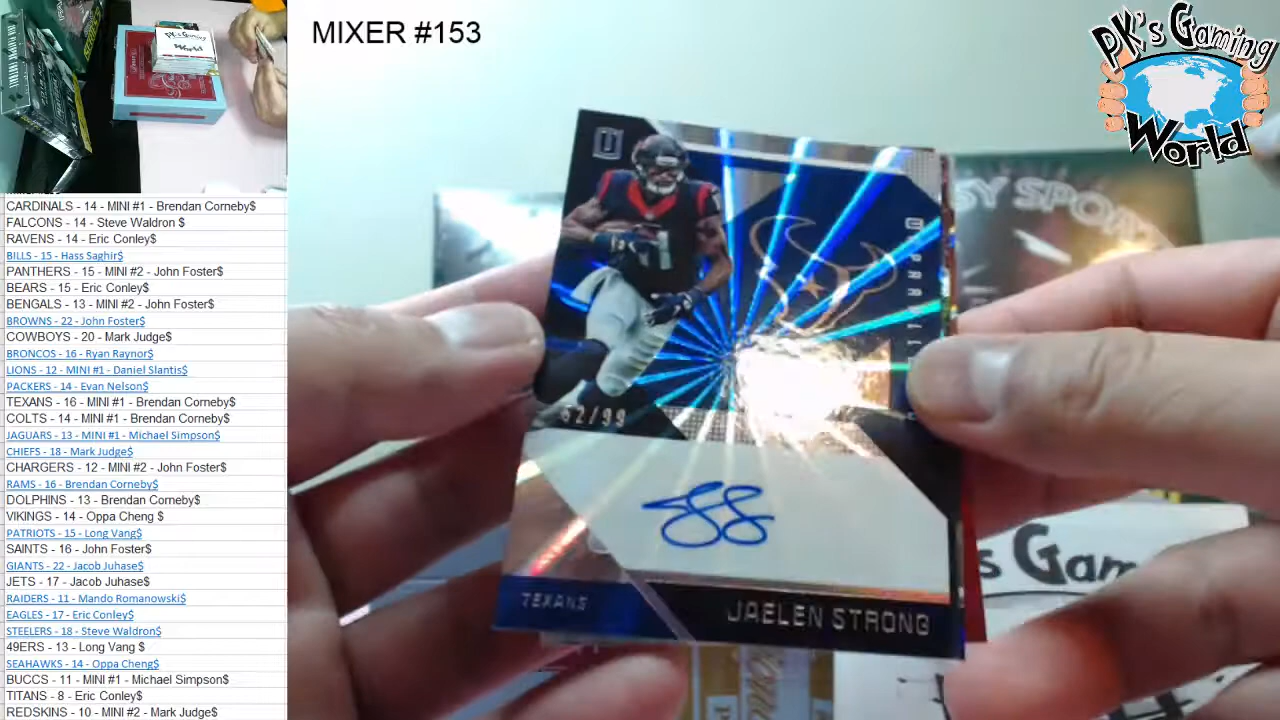 MIXER #153
PK's Gaming
World
World
CARDINALS - 14 - MINI #1 - Brendan Corneby$
FALCONS - 14 - Steve Waldron $
RAVENS - 14 - Eric Conley$
BILLS - 15 - Hass Saghir$
PANTHERS - 15 - MINI #2 - John Foster$
BEARS - 15 - Eric Conley$
BENGALS - 13 - MINI #2 - John Foster$
BROWNS - 22 - John Foster$
COWBOYS - 20 - Mark Judge$
BRONCOS - 16 - Ryan Raynor$
LIONS - 12 - MINI #1 - Daniel Slantis$
PACKERS - 14 - Evan Nelson$
TEXANS - 16 - MINI #1 - Brendan Corneby$
COLTS - 14 - MINI #1 - Brendan Corneby$
JAGUARS - 13 - MINI #1 - Michael Simpson$
CHIEFS - 18 - Mark Judge$
CHARGERS - 12 - MINI #2 - John Foster$
RAMS - 16 - Brendan Corneby$
DOLPHINS - 13 - Brendan Corneby$
VIKINGS - 14 - Oppa Cheng $
PATRIOTS - 15 - Long Vang$
SAINTS - 16 - John Foster$
GIANTS - 22 - Jacob Juhase$
JETS - 17 - Jacob Juhase$
RAIDERS - 11 - Mando Romanowski$
EAGLES - 17 - Eric Conley$
STEELERS - 18 - Steve Waldron$
49ERS - 13 - Long Vang $
SEAHAWKS - 14 - Oppa Cheng$
BUCCS - 11 - MINI #1 - Michael Simpson$
TITANS - 8 - Eric Conley$
REDSKINS - 10 - MINI #2 - Mark Judge$
U
11
62/99
TEXANS
JAELEN STRONG
s Gam